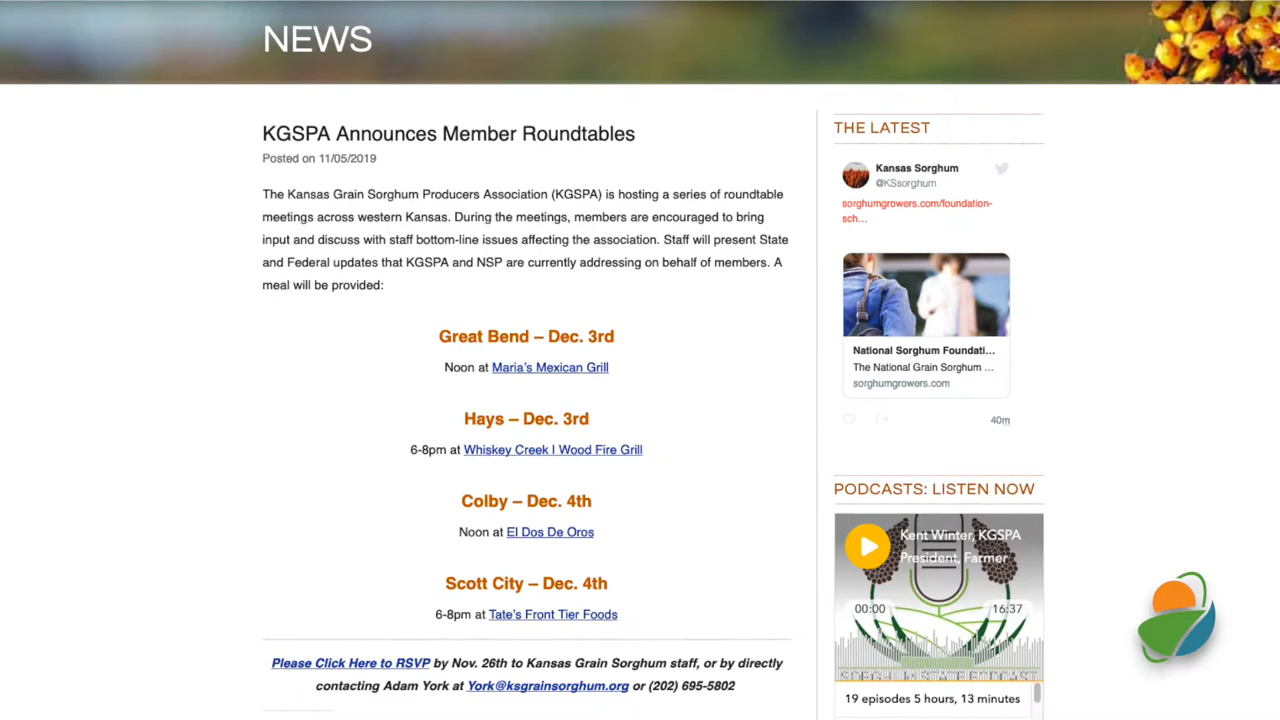 NEWS
KGSPA Announces Member Roundtables
Posted on 11/05/2019
The Kansas Grain Sorghum Producers Association (KGSPA) is hosting a series of roundtable
meetings across western Kansas. During the meetings, members are encouraged to bring
input and discuss with staff bottom-line issues affecting the association. Staff will present State
and Federal updates that KGSPA and NSP are currently addressing on behalf of members. A
meal will be provided:
Great Bend – Dec. 3rd
Noon at Maria's Mexican Grill
Hays – Dec. 3rd
6-8pm at Whiskey Creek | Wood Fire Grill
Colby – Dec. 4th
Noon at El Dos De Oros
Scott City – Dec. 4th
6-8pm at Tate's Front Tier Foods
Please Click Here to RSVP by Nov. 26th to Kansas Grain Sorghum staff, or by directly
contacting Adam York at York@ksgrainsorghum.org or (202) 695-5802
THE LATEST
Kansas Sorghum
@KSsorghum
sorghumgrowers.com/foundation-
sch…
National Sorghum Foundati…
The National Grain Sorghum …
sorghumgrowers.com
40m
PODCASTS: LISTEN NOW
Kent Winter, KGSPA
President, Farmer
00:00 16:37
19 episodes 5 hours, 13 minutes